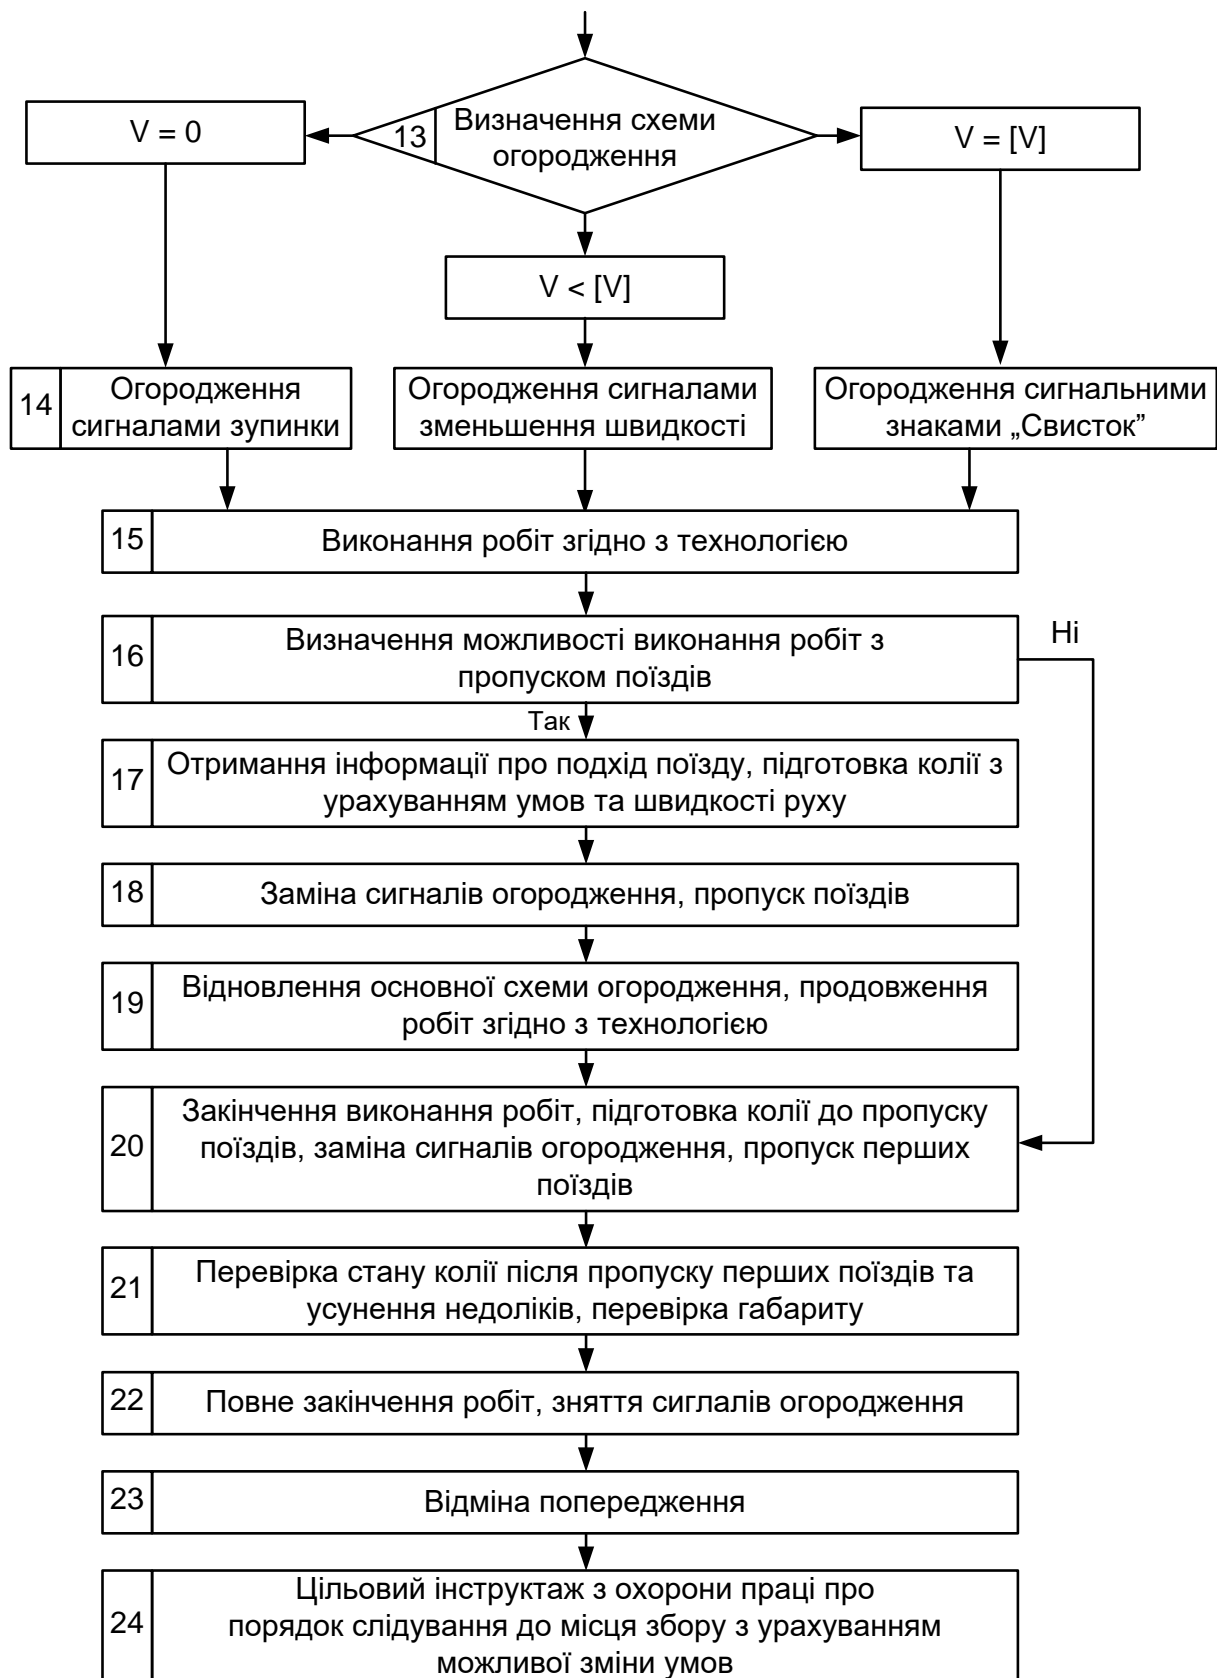 13
Визначення схеми
огородження
V = 0
V = [V]
V < [V]
14
Огородження
сигналами зупинки
Огородження сигналами
зменьшення швидкості
Огородження сигнальними
знаками „Свисток”
15
Виконання робіт згідно з технологією
16
Визначення можливості виконання робіт з
пропуском поїздів
Ні
Так
17
Отримання інформації про подхід поїзду, підготовка колії з
урахуванням умов та швидкості руху
18
Заміна сигналів огородження, пропуск поїздів
19
Відновлення основної схеми огородження, продовження
робіт згідно з технологією
20
Закінчення виконання робіт, підготовка колії до пропуску
поїздів, заміна сигналів огородження, пропуск перших
поїздів
21
Перевірка стану колії після пропуску перших поїздів та
усунення недоліків, перевірка габариту
22
Повне закінчення робіт, зняття сиглалів огородження
23
Відміна попередження
24
Цільовий інструктаж з охорони праці про
порядок слідування до місця збору з урахуванням
можливої зміни умов